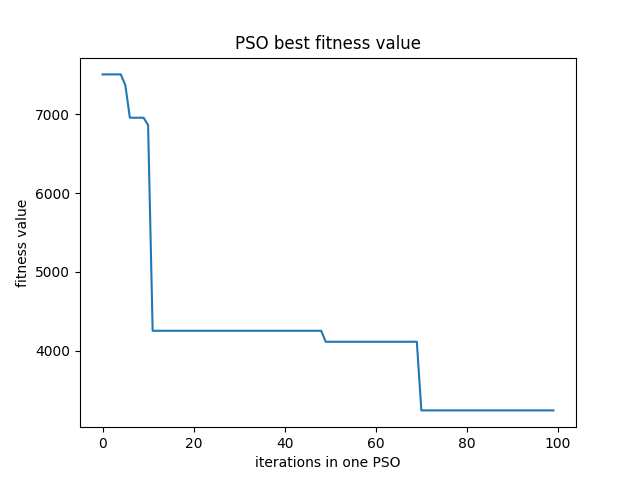 PSO best fitness value
fitness value
7000
6000
5000
4000
0 20 40 60 80 100
iterations in one PSO